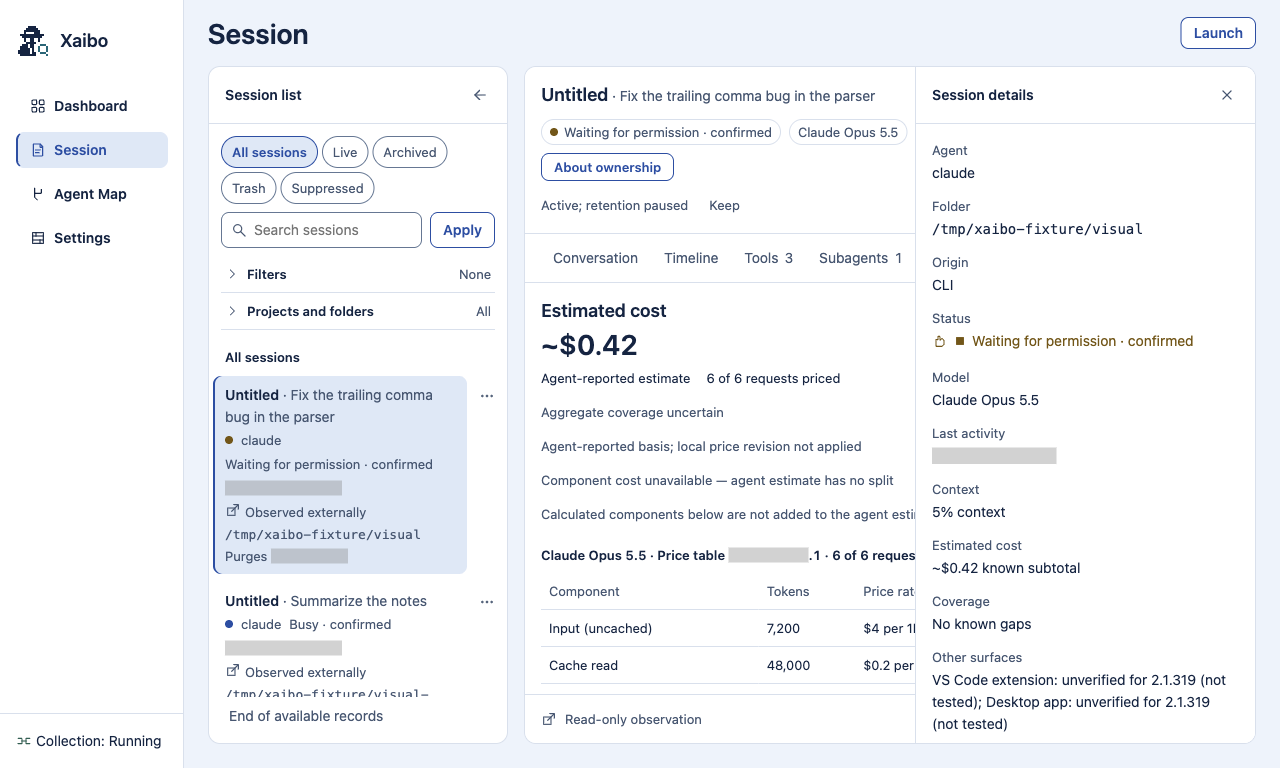 Xaibo
Dashboard
Session
Agent Map
Settings
Collection: Running
Session
Launch
Session list
All sessions
Live
Archived
Trash
Suppressed
Search sessions
Apply
Filters
None
Projects and folders
All
All sessions
Untitled · Fix the trailing comma
bug in the parser
claude
Waiting for permission · confirmed
Observed externally
/tmp/xaibo-fixture/visual
Purges
Untitled · Summarize the notes
claude Busy · confirmed
Observed externally
/tmp/xaibo-fixture/visual-
End of available records
Untitled · Fix the trailing comma bug in the parser
Waiting for permission · confirmed
Claude Opus 5.5
About ownership
Active; retention paused
Keep
Conversation
Timeline
Tools 3
Subagents 1
Estimated cost
~$0.42
Agent-reported estimate
6 of 6 requests priced
Aggregate coverage uncertain
Agent-reported basis; local price revision not applied
Component cost unavailable — agent estimate has no split
Calculated components below are not added to the agent
Claude Opus 5.5 · Price table .1 · 6 of 6
Component
Tokens
Price
Input (uncached)
7,200
$4 per
Cache read
48,000
$0.2 per
Read-only observation
Session details
Agent
claude
Folder
/tmp/xaibo-fixture/visual
Origin
CLI
Status
Waiting for permission · confirmed
Model
Claude Opus 5.5
Last activity
Context
5% context
Estimated cost
~$0.42 known subtotal
Coverage
No known gaps
Other surfaces
VS Code extension: unverified for 2.1.319 (not
tested); Desktop app: unverified for 2.1.319
(not tested)